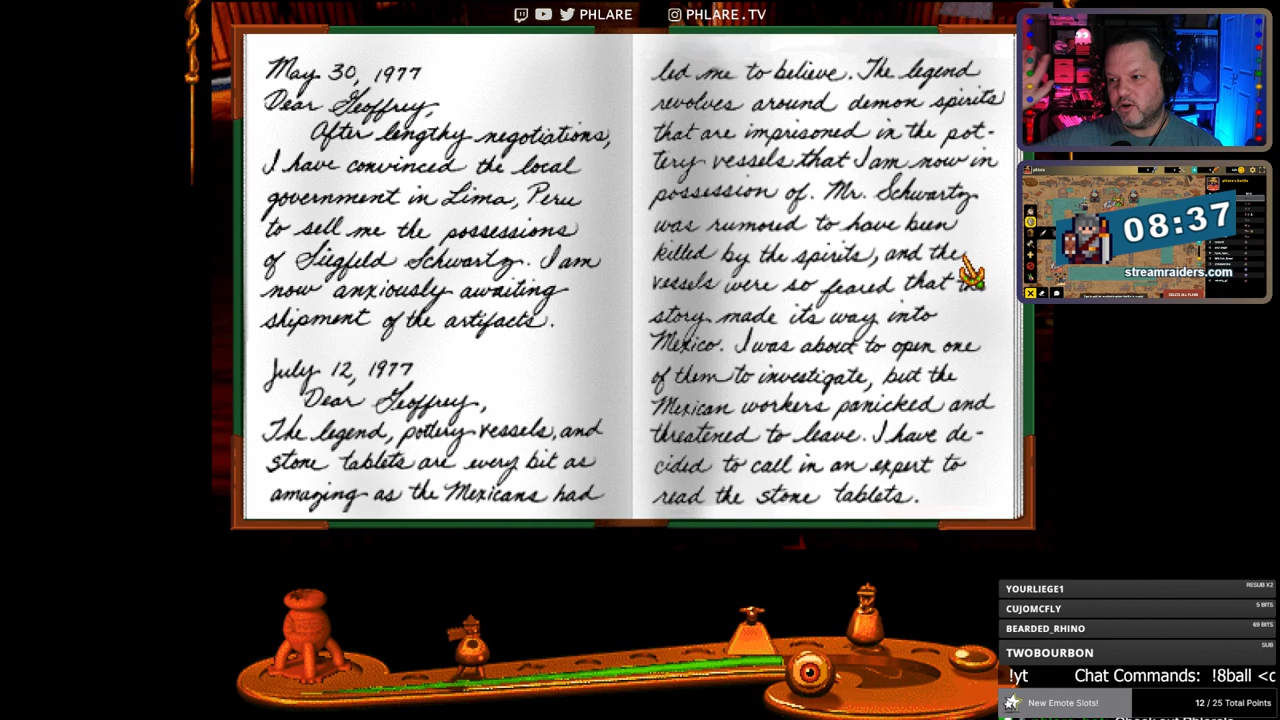 PHLARE
PHLARE.TV
May 30, 1977
Dear Geoffrey,
After lengthy negotiations,
I have convinced the local
government in Lima, Peru
to sell me the possessions
of Siegfeld Schwartz. I am
now anxiously awaiting
shipment of the artifacts.
July 12, 1977
Dear Geoffrey,
The legend, pottery vessels, and
stone tablets are every bit as
amazing as the Mexicans had
led me to believe. The legend
revolves around demon spirits
that are imprisoned in the pot-
tery vessels that I am now in
possession of. Mr. Schwartz
was rumored to have been
killed by the spirits, and the
vessels were so feared that
story made its way into
Mexico. I was about to open one
of them to investigate, but the
Mexican workers panicked and
threatened to leave. I have de-
cided to call in an expert to
read the stone tablets.
08:37
streamraiders.com
YOURLIEGE1 RESUB X2
CUJOMCFLY 5 BITS
BEARDED_RHINO 69 BITS
TWOBOURBON SUB
!yt Chat Commands: !8ball <c
New Emote Slots! 12 / 25 Total Points